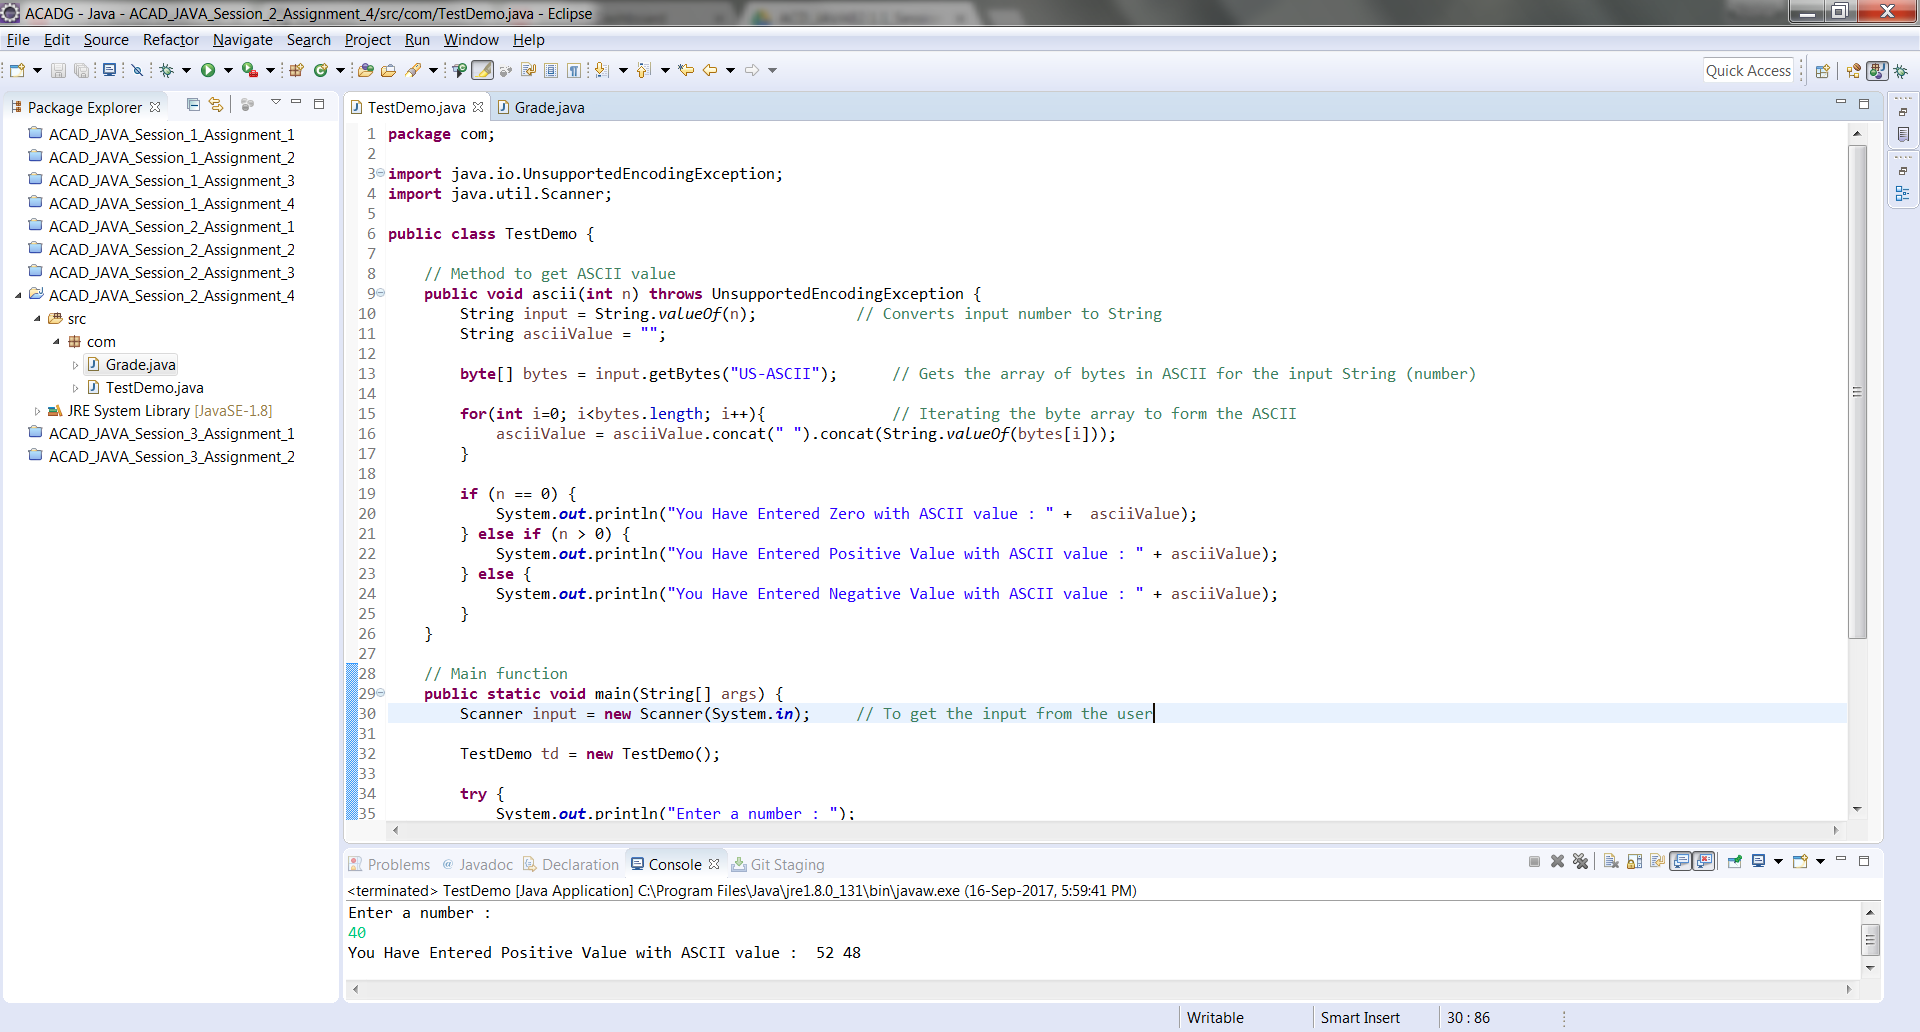 ACADG - Java - ACAD_JAVA_Session_2_Assignment_4/src/com/TestDemo.java - Eclipse
File Edit Source Refactor Navigate Search Project Run Window Help
Quick Access
Package Explorer
ACAD_JAVA_Session_1_Assignment_1
ACAD_JAVA_Session_1_Assignment_2
ACAD_JAVA_Session_1_Assignment_3
ACAD_JAVA_Session_1_Assignment_4
ACAD_JAVA_Session_2_Assignment_1
ACAD_JAVA_Session_2_Assignment_2
ACAD_JAVA_Session_2_Assignment_3
ACAD_JAVA_Session_2_Assignment_4
src
com
Grade.java
TestDemo.java
JRE System Library [JavaSE-1.8]
ACAD_JAVA_Session_3_Assignment_1
ACAD_JAVA_Session_3_Assignment_2
TestDemo.java Grade.java
1 package com;
2
3 import java.io.UnsupportedEncodingException;
4 import java.util.Scanner;
5
6 public class TestDemo {
7
8 // Method to get ASCII value
9 public void ascii(int n) throws UnsupportedEncodingException {
10 String input = String.valueOf(n); // Converts input number to String
11 String asciiValue = "";
12
13 byte[] bytes = input.getBytes("US-ASCII"); // Gets the array of bytes in ASCII for the input String (number)
14
15 for(int i=0; i<bytes.length; i++){ // Iterating the byte array to form the ASCII
16 asciiValue = asciiValue.concat(" ").concat(String.valueOf(bytes[i]));
17 }
18
19 if (n == 0) {
20 System.out.println("You Have Entered Zero with ASCII value : " + asciiValue);
21 } else if (n > 0) {
22 System.out.println("You Have Entered Positive Value with ASCII value : " + asciiValue);
23 } else {
24 System.out.println("You Have Entered Negative Value with ASCII value : " + asciiValue);
25 }
26 }
27
28 // Main function
29 public static void main(String[] args) {
30 Scanner input = new Scanner(System.in); // To get the input from the user
31
32 TestDemo td = new TestDemo();
33
34 try {
35 System.out.println("Enter a number : ");
Problems Javadoc Declaration Console Git Staging
<terminated> TestDemo [Java Application] C:\Program Files\Java\jre1.8.0_131\bin\javaw.exe (16-Sep-2017, 5:59:41 PM)
Enter a number :
40
You Have Entered Positive Value with ASCII value :  52 48
Writable Smart Insert 30 : 86